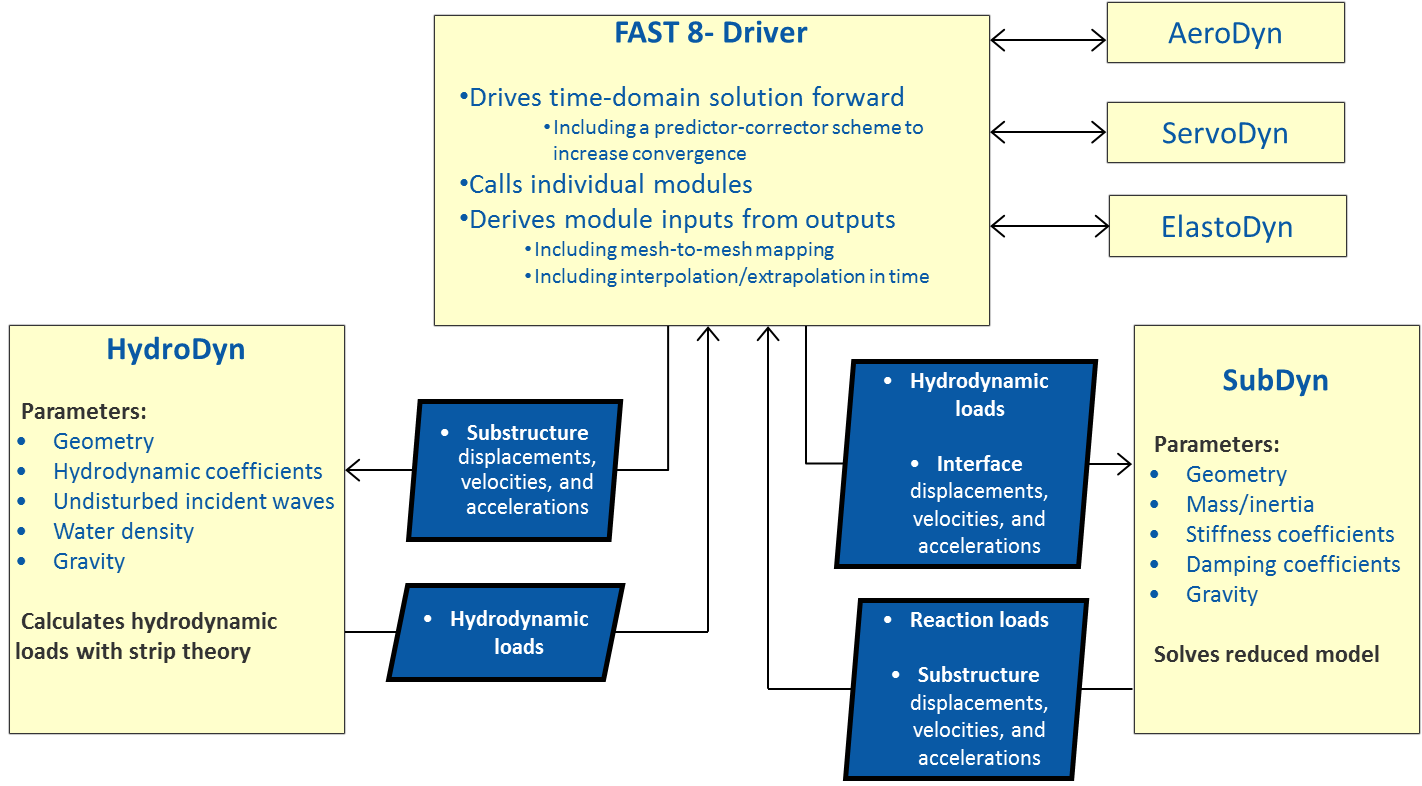 FAST 8- Driver
•Drives time-domain solution forward
•Including a predictor-corrector scheme to
increase convergence
•Calls individual modules
•Derives module inputs from outputs
•Including mesh-to-mesh mapping
•Including interpolation/extrapolation in time
AeroDyn
ServoDyn
ElastoDyn
HydroDyn
Parameters:
• Geometry
• Hydrodynamic coefficients
• Undisturbed incident waves
• Water density
• Gravity
Calculates hydrodynamic
loads with strip theory
• Substructure
displacements,
velocities, and
accelerations
• Hydrodynamic
loads
• Hydrodynamic
loads
• Interface
displacements,
velocities, and
accelerations
• Reaction loads
• Substructure
displacements,
velocities, and
accelerations
SubDyn
Parameters:
• Geometry
• Mass/inertia
• Stiffness coefficients
• Damping coefficients
• Gravity
Solves reduced model